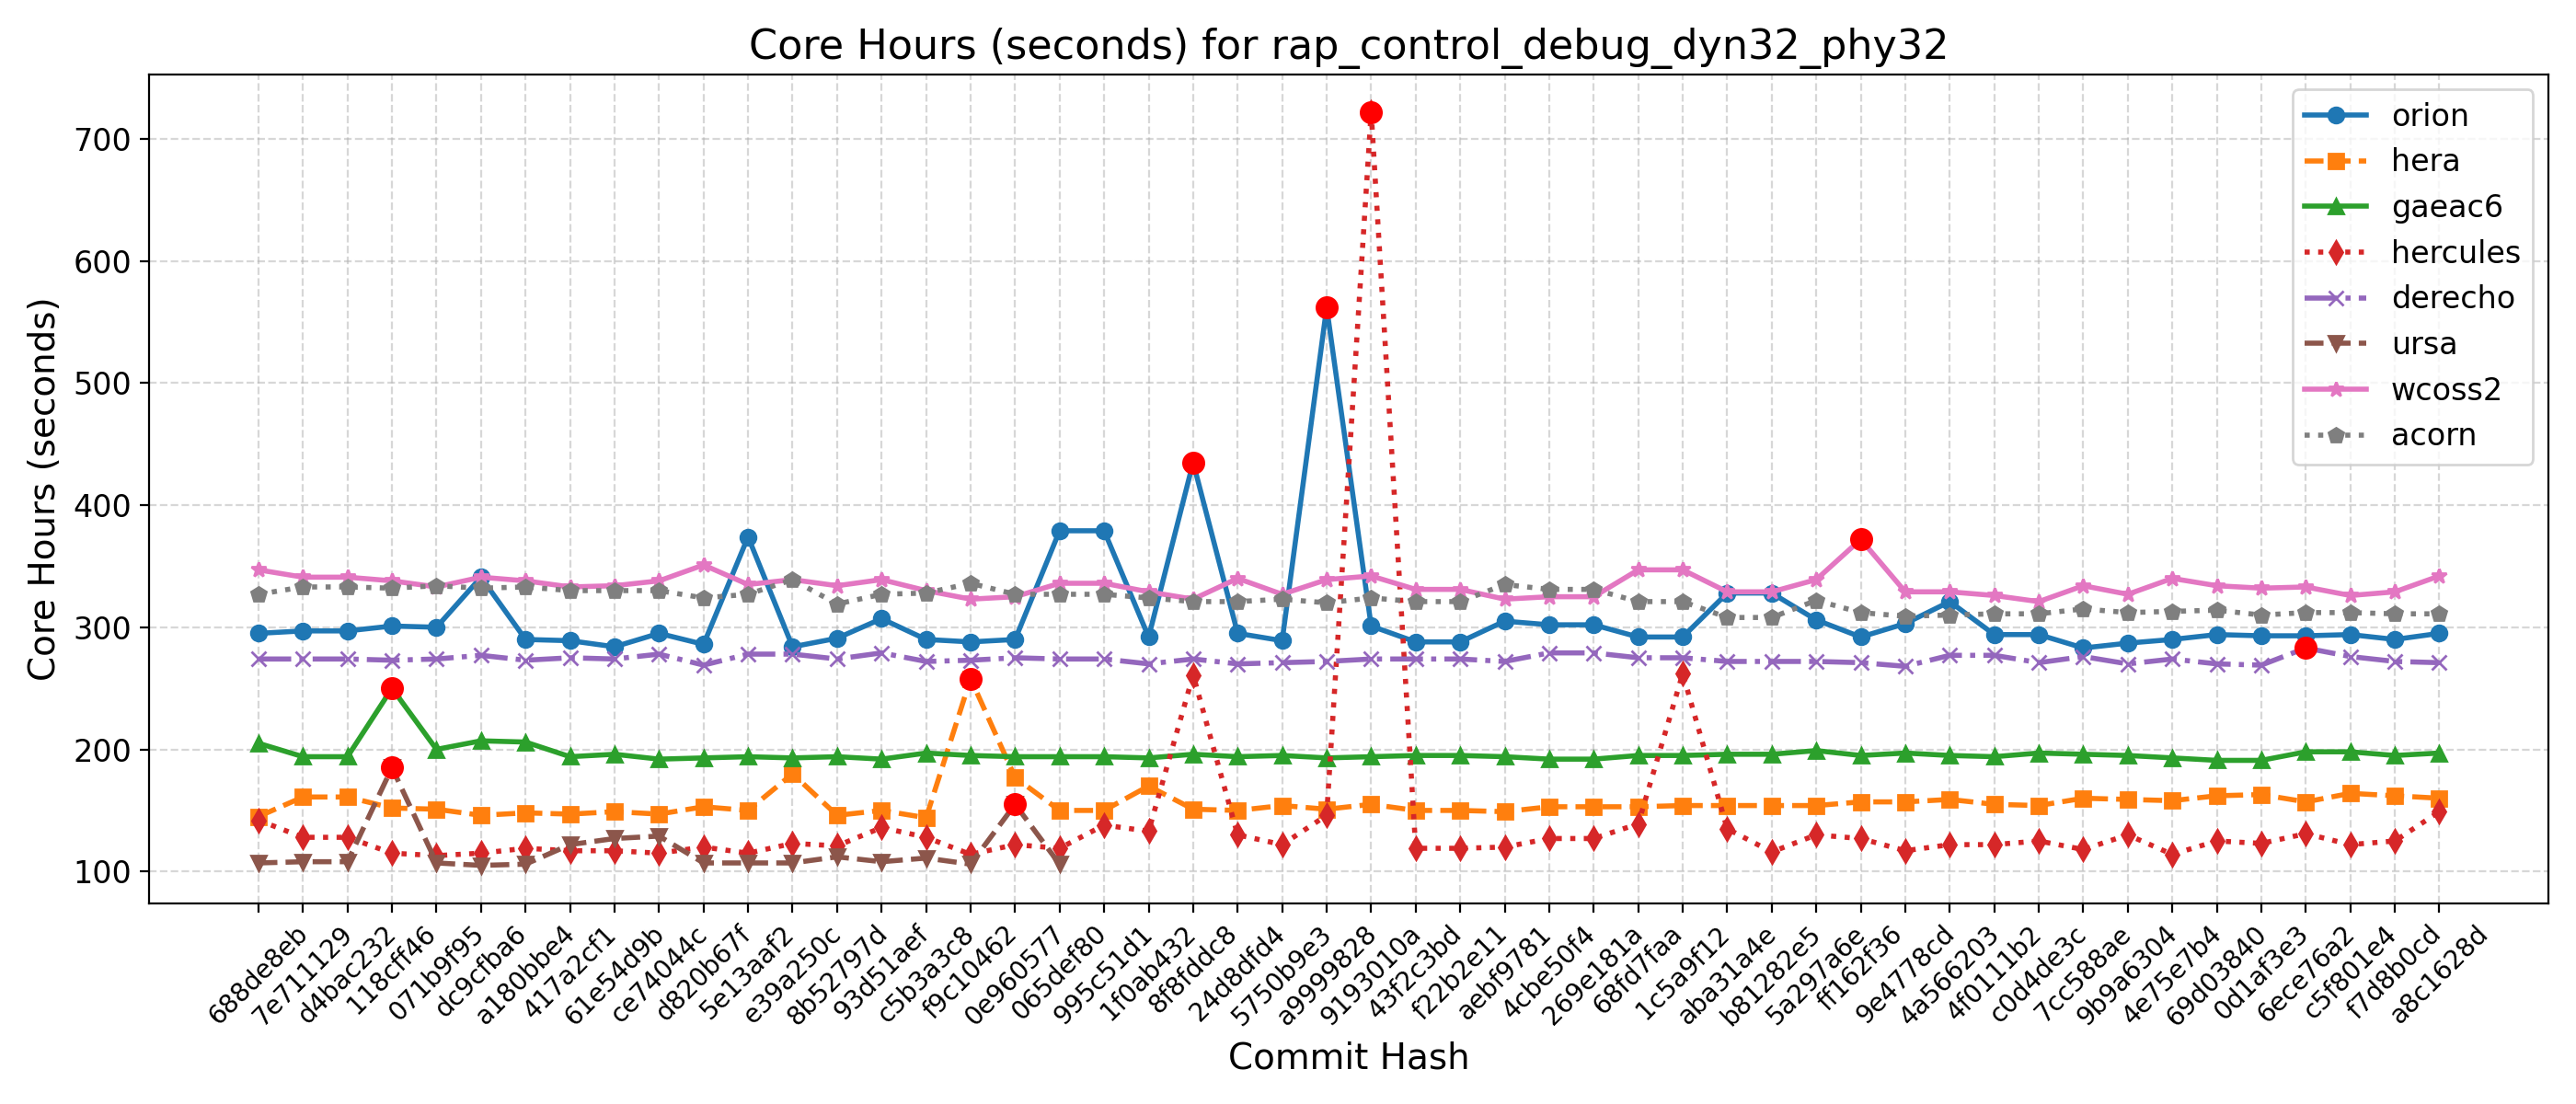 Core Hours (seconds) for rap_control_debug_dyn32_phy32
Core Hours (seconds)
700
600
500
400
300
200
100
orion
hera
gaeac6
hercules
derecho
ursa
wcoss2
acorn
688de8eb
7e711129
d4bac232
118cff46
071b9f95
dc9cfba6
a180bbe4
417a2cf1
61e54d9b
ce74044c
d820b67f
5e13aaf2
e39a250c
8b52797d
93d51aef
c5b3a3c8
f9c10462
0e960577
065def80
995c51d1
1f0ab432
8f8fddc8
24d8dfd4
5750b9e3
a9999828
9193010a
43f2c3bd
f22b2e11
aebf9781
4cbe50f4
269e181a
68fd7faa
1c5a9f12
aba31a4e
b81282e5
5a297a6e
ff162f36
9e4778cd
4a566203
4f0111b2
c0d4de3c
7cc588ae
9b9a6304
4e75e7b4
69d03840
0d1af3e3
6ece76a2
c5f801e4
f7d8b0cd
a8c1628d
Commit Hash